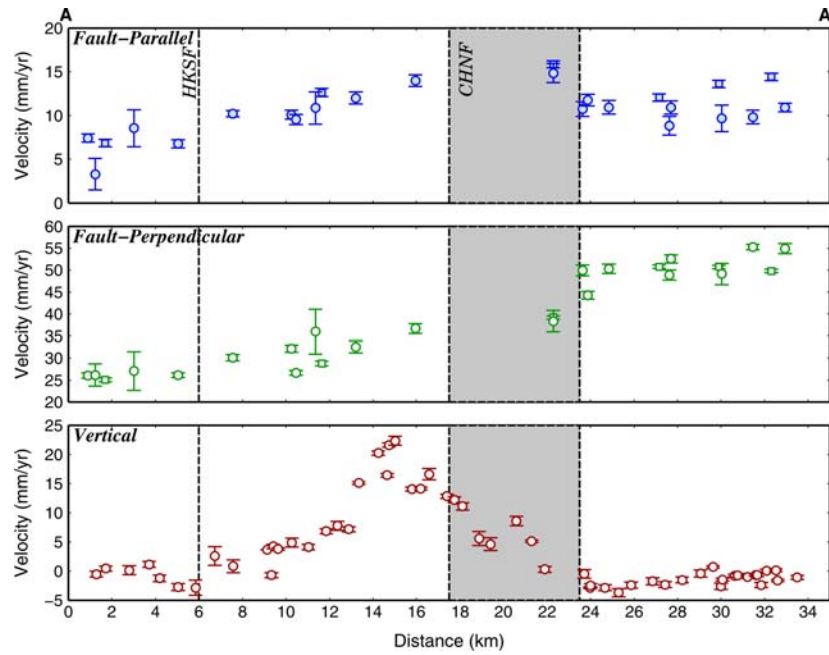 A A
Fault-Parallel
HKSF
CHNF
Velocity (mm/yr)
20
15
10
5
0
Fault-Perpendicular
Velocity (mm/yr)
60
55
50
45
40
35
30
25
20
Vertical
Velocity (mm/yr)
25
20
15
10
5
0
-5
0 2 4 6 8 10 12 14 16 18 20 22 24 26 28 30 32 34
Distance (km)